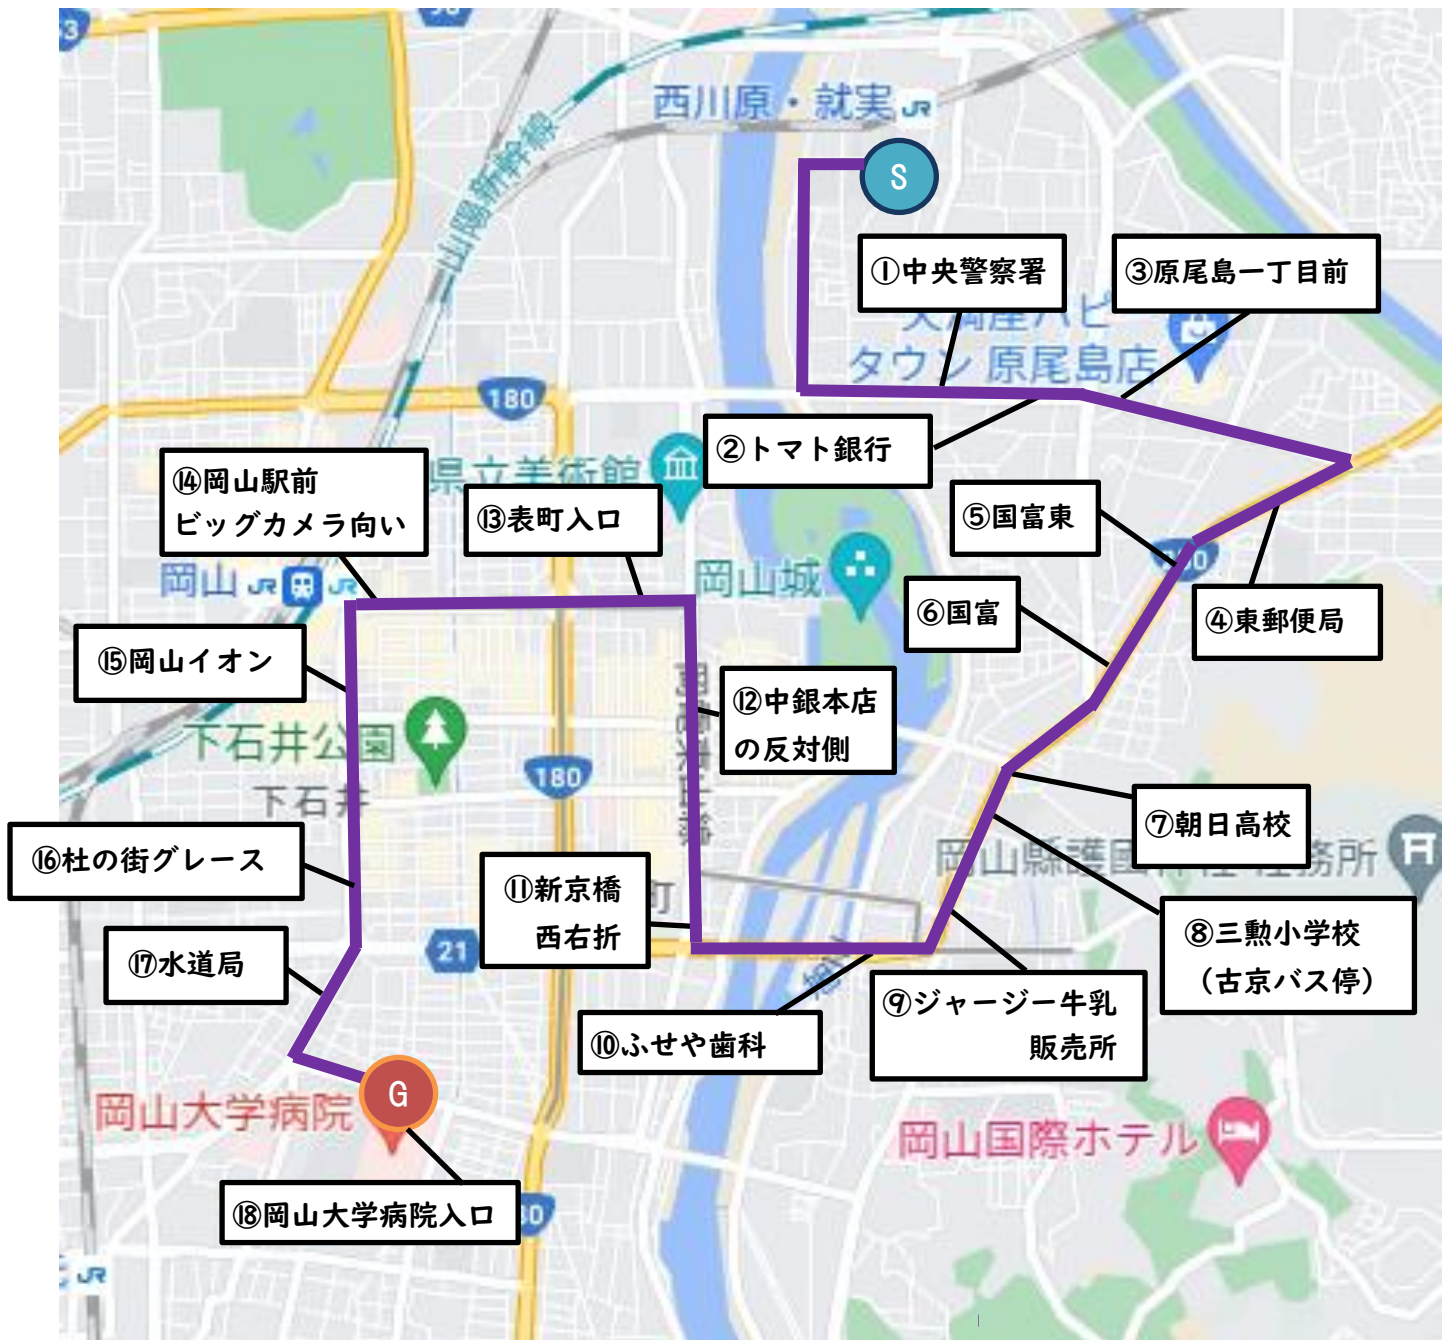 西川原・就実 JR
山陽新幹線
S
①中央警察署
③原尾島一丁目前
タウン 原尾島店
180
②トマト銀行
県立美術館
⑭岡山駅前
ビッグカメラ向い
⑬表町入口
⑤国富東
岡山 JR JR
岡山城
⑥国富
④東郵便局
⑮岡山イオン
⑫中銀本店
の反対側
下石井公園
180
下石井
⑦朝日高校
⑯杜の街グレース
⑪新京橋
西右折
町
⑧三勲小学校
(古京バス停)
21
⑰水道局
⑨ジャージー牛乳
販売所
⑩ふせや歯科
G
岡山大学病院
岡山国際ホテル
⑱岡山大学病院入口
JR